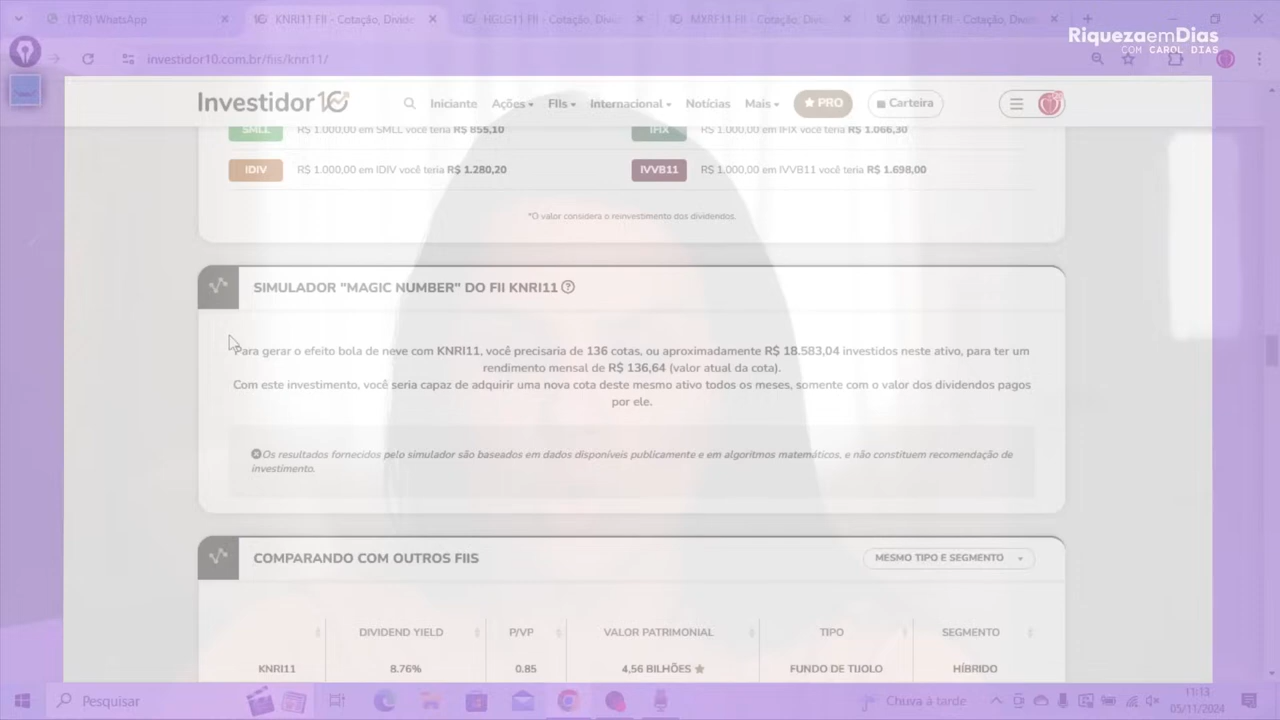 (178) WhatsApp
KNRI11 FII - Cotação, Divide
HGLG11 FII - Cotação, Divid
MXRF11 FII - Cotação, Divid
XPML11 FII - Cotação, Divid
RiquezaemDias
COM CAROL DIAS
investidor10.com.br/fiis/knri11/
Investidor10
Iniciante
Ações
FIIs
Internacional
Notícias
Mais
PRO
Carteira
SMLL
R$ 1.000,00 em SMLL você teria R$ 855,10
IFIX
R$ 1.000,00 em IFIX você teria R$ 1.066,30
IDIV
R$ 1.000,00 em IDIV você teria R$ 1.280,20
IVVB11
R$ 1.000,00 em IVVB11 você teria R$ 1.698,00
*O valor considera o reinvestimento dos dividendos.
SIMULADOR "MAGIC NUMBER" DO FII KNRI11
Para gerar o efeito bola de neve com KNRI11, você precisaria de 136 cotas, ou aproximadamente R$ 18.583,04 investidos neste ativo, para ter um
rendimento mensal de R$ 136,64 (valor atual da cota).
Com este investimento, você seria capaz de adquirir uma nova cota deste mesmo ativo todos os meses, somente com o valor dos dividendos pagos
por ele.
Os resultados fornecidos pelo simulador são baseados em dados disponíveis publicamente e em algoritmos matemáticos, e não constituem recomendação de
investimento.
COMPARANDO COM OUTROS FIIS
MESMO TIPO E SEGMENTO
DIVIDEND YIELD
P/VP
VALOR PATRIMONIAL
TIPO
SEGMENTO
KNRI11
8.76%
0.85
4,56 BILHÕES
FUNDO DE TIJOLO
HÍBRIDO
Pesquisar
Chuva à tarde
11:13
05/11/2024